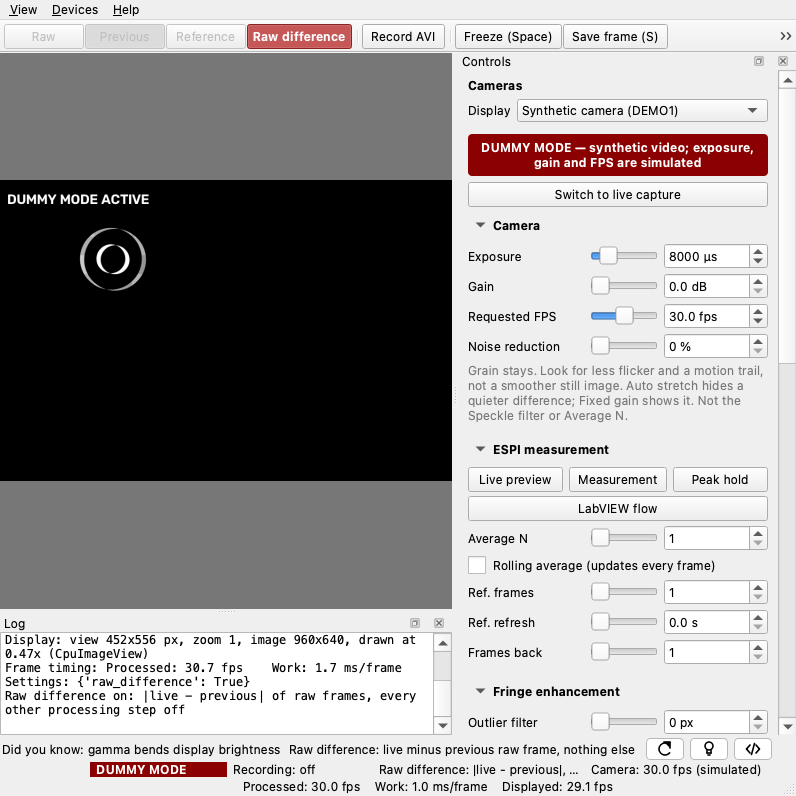 View Devices Help
Raw Previous Reference Raw difference Record AVI Freeze (Space) Save frame (S) »
Controls
Cameras
Display Synthetic camera (DEMO1)
DUMMY MODE — synthetic video; exposure,
gain and FPS are simulated
Switch to live capture
Camera
Exposure 8000 µs
Gain 0.0 dB
Requested FPS 30.0 fps
Noise reduction 0 %
Grain stays. Look for less flicker and a motion trail,
not a smoother still image. Auto stretch hides a
quieter difference; Fixed gain shows it. Not the
Speckle filter or Average N.
ESPI measurement
Live preview Measurement Peak hold
LabVIEW flow
Average N 1
Rolling average (updates every frame)
Ref. frames 1
Ref. refresh 0.0 s
Frames back 1
Fringe enhancement
Outlier filter 0 px
DUMMY MODE ACTIVE
Log
Display: view 452x556 px, zoom 1, image 960x640, drawn at
0.47x (CpuImageView)
Frame timing: Processed: 30.7 fps Work: 1.7 ms/frame
Settings: {'raw_difference': True}
Raw difference on: |live − previous| of raw frames, every
other processing step off
Did you know: gamma bends display brightness Raw difference: live minus previous raw frame, nothing else
DUMMY MODE Recording: off Raw difference: |live - previous|, ... Camera: 30.0 fps (simulated)
Processed: 30.0 fps Work: 1.0 ms/frame Displayed: 29.1 fps